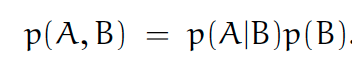 p(A, B) = p(A|B)p(B).